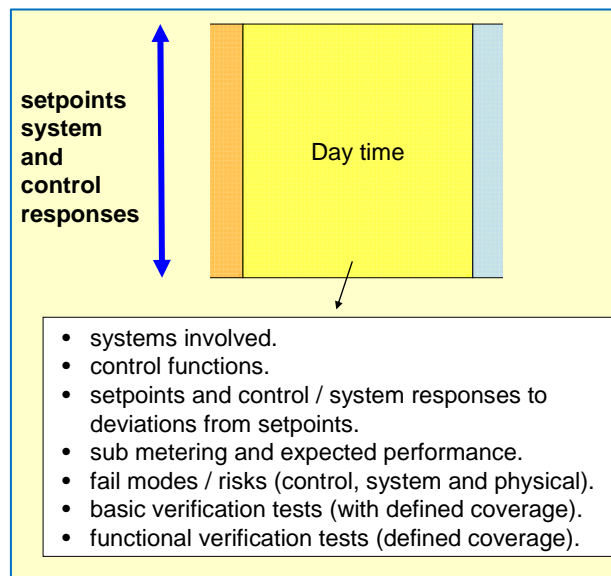 setpoints
system
and
control
responses
Day time
• systems involved.
• control functions.
• setpoints and control / system responses to
deviations from setpoints.
• sub metering and expected performance.
• fail modes / risks (control, system and physical).
• basic verification tests (with defined coverage).
• functional verification tests (defined coverage).